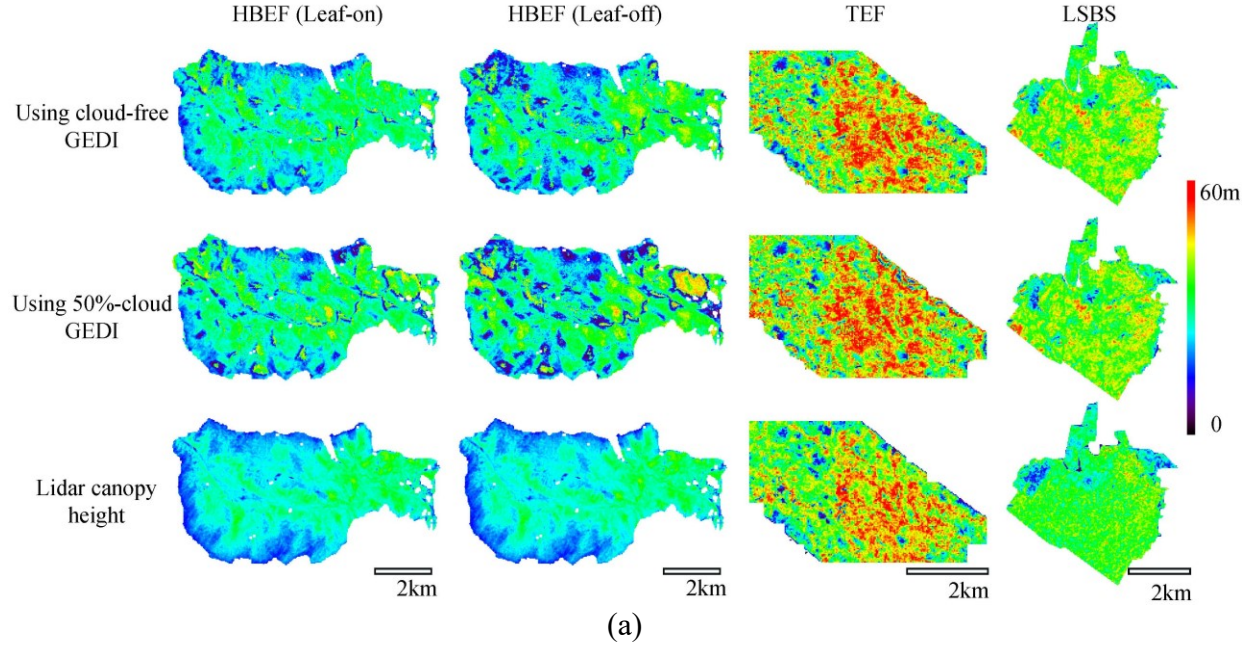 HBEF (Leaf-on) HBEF (Leaf-off) TEF LSBS
Using cloud-free
GEDI
60m
Using 50%-cloud
GEDI
0
Lidar canopy
height
2km 2km 2km 2km
(a)